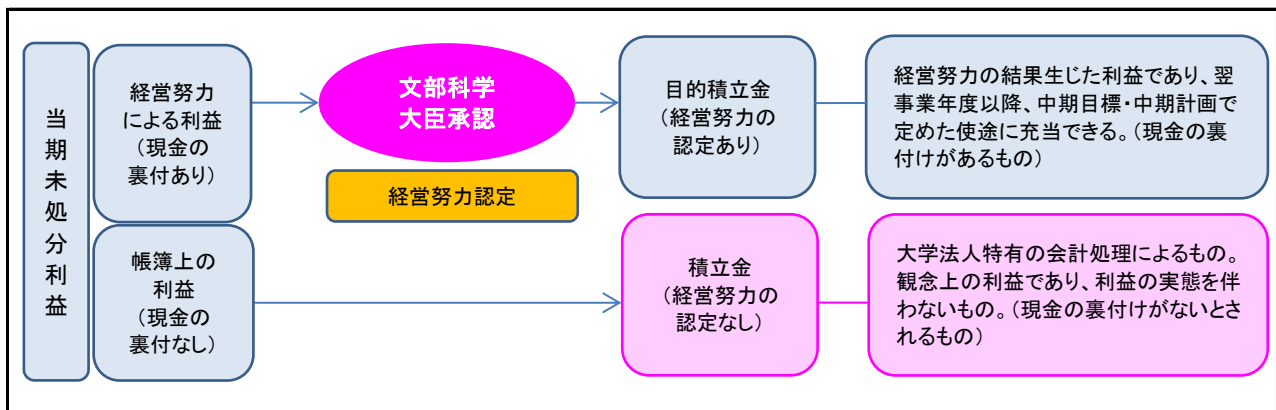 当期未処分利益
経営努力
による利益
（現金の
裏付あり）
文部科学
大臣承認
経営努力認定
目的積立金
（経営努力の
認定あり）
経営努力の結果生じた利益であり、翌
事業年度以降、中期目標・中期計画で
定めた使途に充当できる。（現金の裏
付けがあるもの）
帳簿上の
利益
（現金の
裏付なし）
積立金
（経営努力の
認定なし）
大学法人特有の会計処理によるもの。
観念上の利益であり、利益の実態を伴
わないもの。（現金の裏付けがないとさ
れるもの）